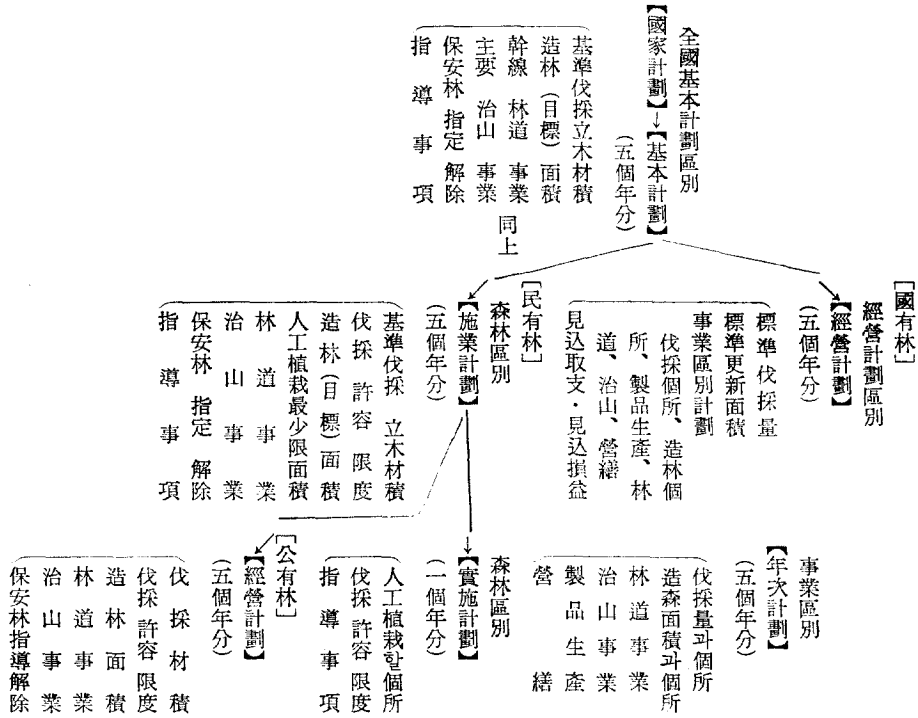 全國基本計劃區別
【國家計劃】→【基本計劃】
(五個年分)
基準伐採立木材積
造林(目標)面積
幹線林道事業
主要治山事業
保安林指定解除
指導事項
同上
[國有林]
經營計劃區別
【經營計劃】
(五個年分)
標準伐採量
標準更新面積
事業區別計劃
伐採個所、造林個
所、製品生產、林
道、治山、營繕
見込収支·見込損益
[民有林]
森林區別
【施業計劃】
(五個年分)
基準伐採立木材積
伐採許容限度
造林(目標)面積
人工植栽最少限面積
林道事業
治山事業
保安林指定解除
指導事項
事業區別
【年次計劃】
(五個年分)
伐採量과個所
造森面積과個所
林道事業
治山事業
製品生產
營繕
森林區別
【實施計劃】
(一個年分)
人工植栽할個所
伐採許容限度
指導事項
[公有林]
【經營計劃】
(五個年分)
伐採材積
伐採許容限度
造林面積
林道事業
治山事業
保安林指導解除